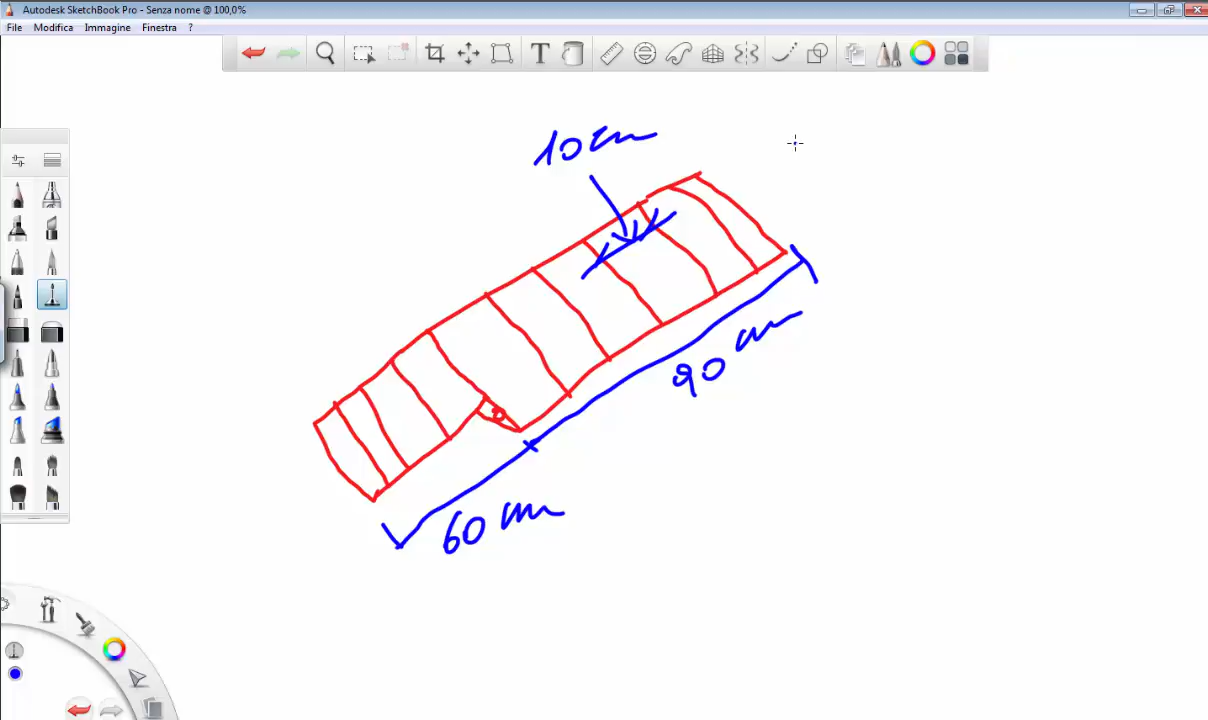 Autodesk SketchBook Pro - Senza nome @ 100,0%
File Modifica Immagine Finestra ?
T
10 cm
90 cm
60 cm